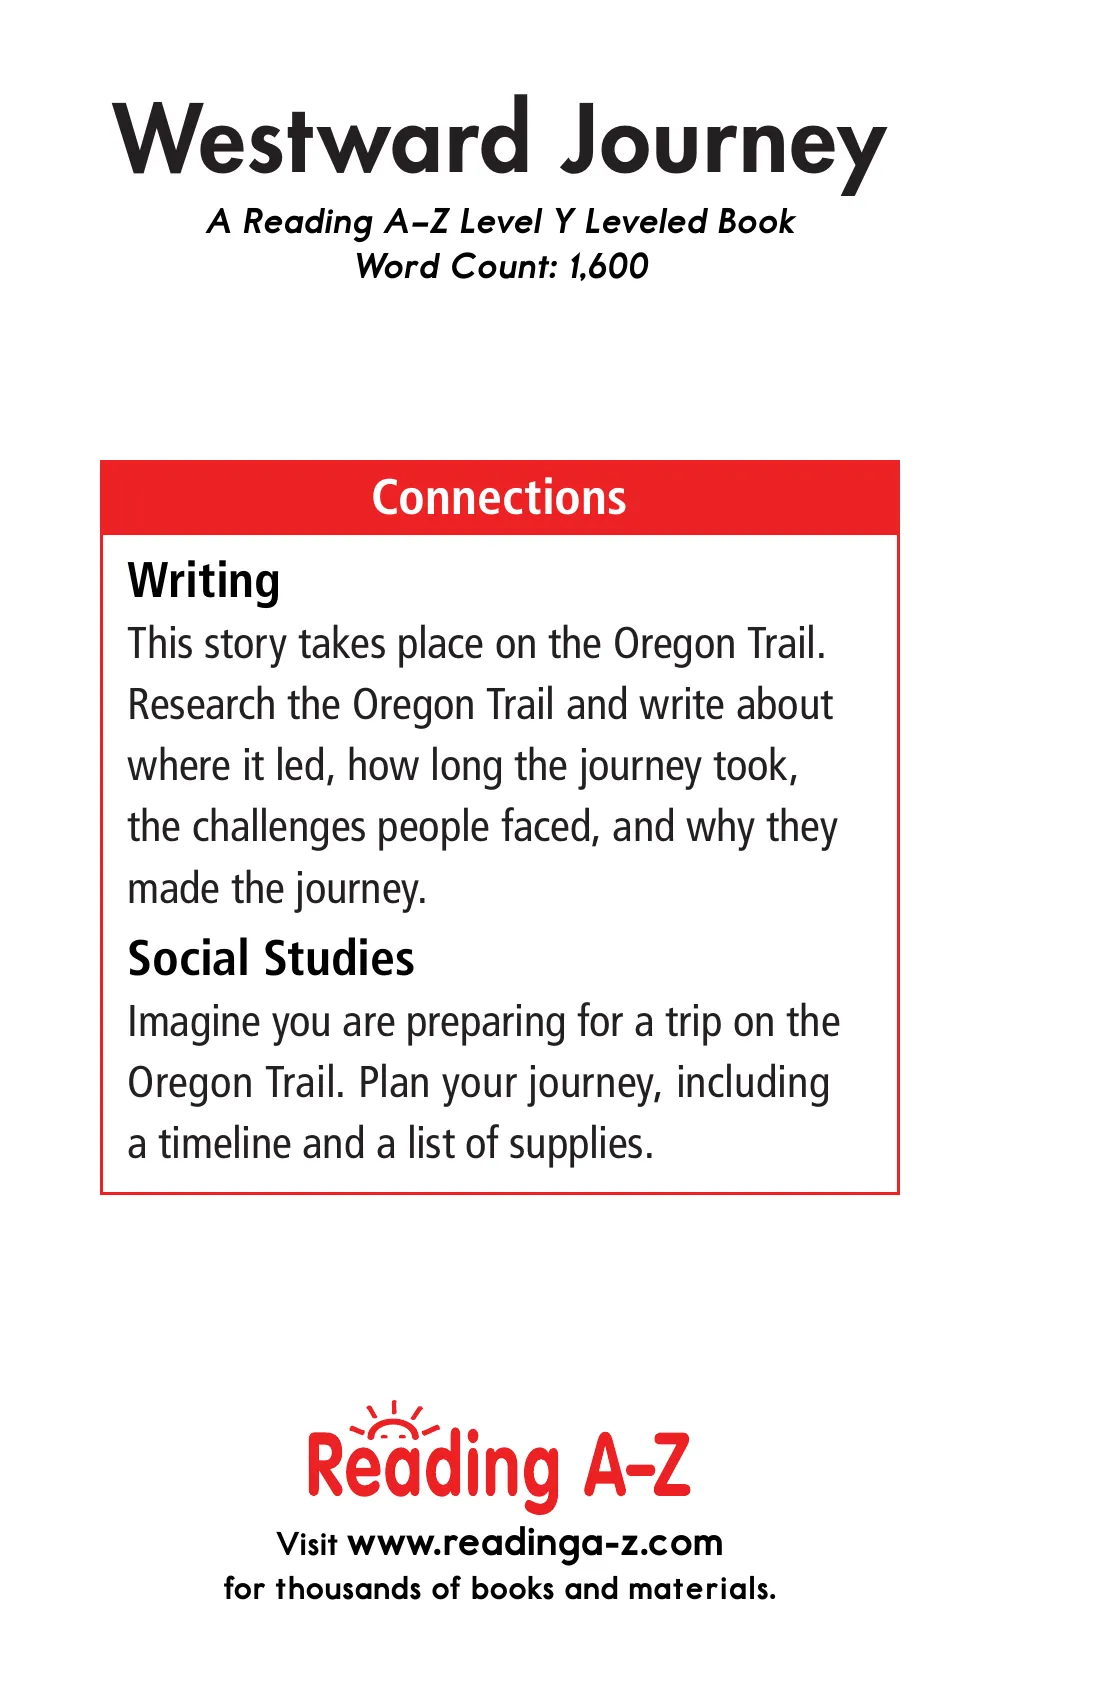 Westward Journey
A Reading A–Z Level Y Leveled Book
Word Count: 1,600
Connections
Writing
This story takes place on the Oregon Trail.
Research the Oregon Trail and write about
where it led, how long the journey took,
the challenges people faced, and why they
made the journey.
Social Studies
Imagine you are preparing for a trip on the
Oregon Trail. Plan your journey, including
a timeline and a list of supplies.
Reading A–Z
Visit www.readinga-z.com
for thousands of books and materials.